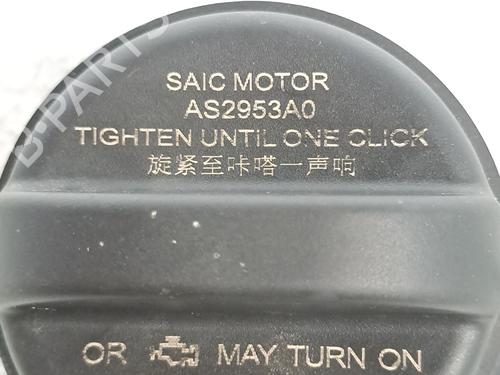 B-PARTS
SAIC MOTOR
AS2953A0
TIGHTEN UNTIL ONE CLICK
旋紧至咔嗒一声响
OR MAY TURN ON